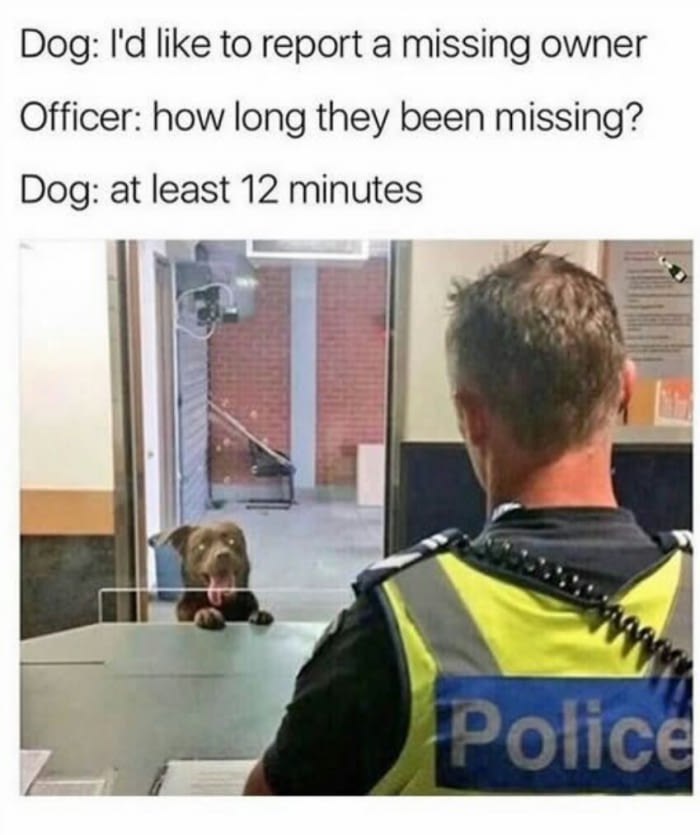 Dog: I'd like to report a missing owner
Officer: how long they been missing?
Dog: at least 12 minutes
Police